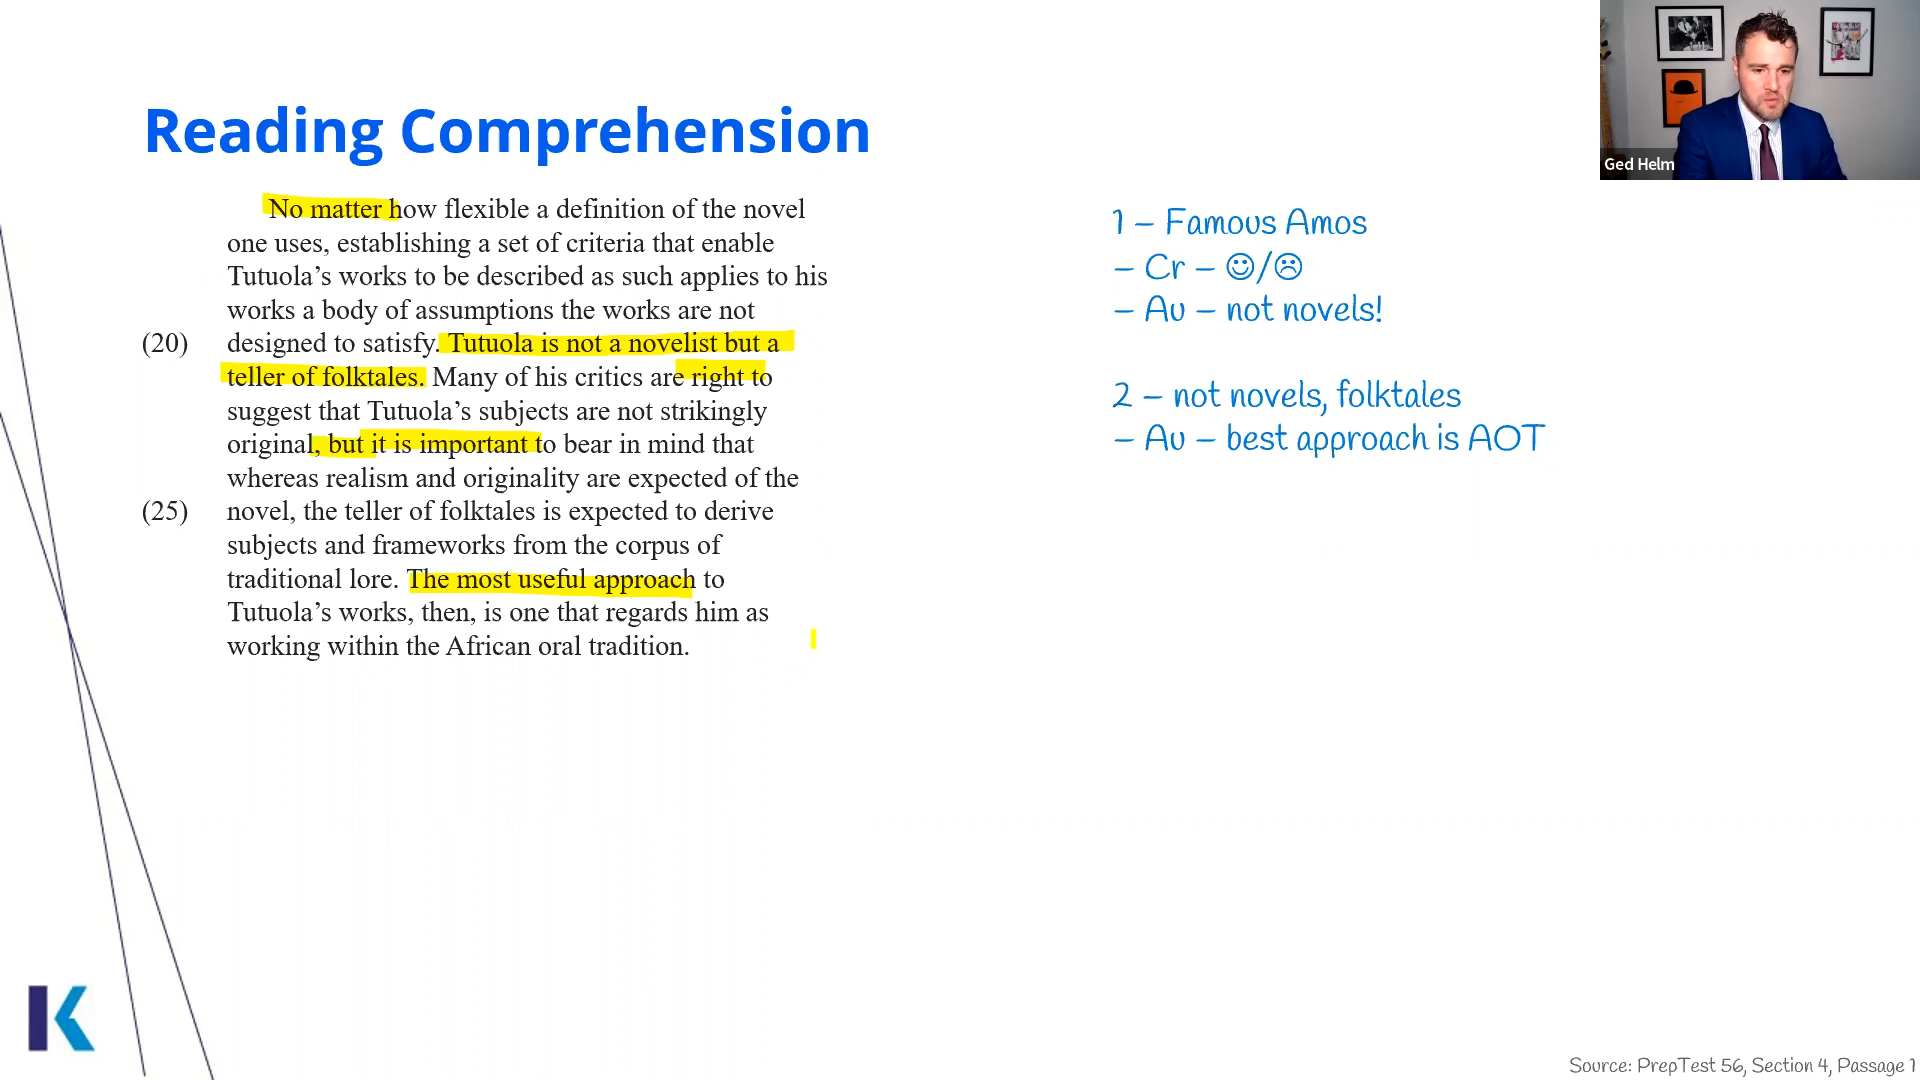 Reading Comprehension
No matter how flexible a definition of the novel
one uses, establishing a set of criteria that enable
Tutuola’s works to be described as such applies to his
works a body of assumptions the works are not
(20) designed to satisfy. Tutuola is not a novelist but a
teller of folktales. Many of his critics are right to
suggest that Tutuola’s subjects are not strikingly
original, but it is important to bear in mind that
whereas realism and originality are expected of the
(25) novel, the teller of folktales is expected to derive
subjects and frameworks from the corpus of
traditional lore. The most useful approach to
Tutuola’s works, then, is one that regards him as
working within the African oral tradition.
1 – Famous Amos
– Cr – ☺/☹
– Au – not novels!
2 – not novels, folktales
– Au – best approach is AOT
Ged Helm
K
Source: PrepTest 56, Section 4, Passage 1